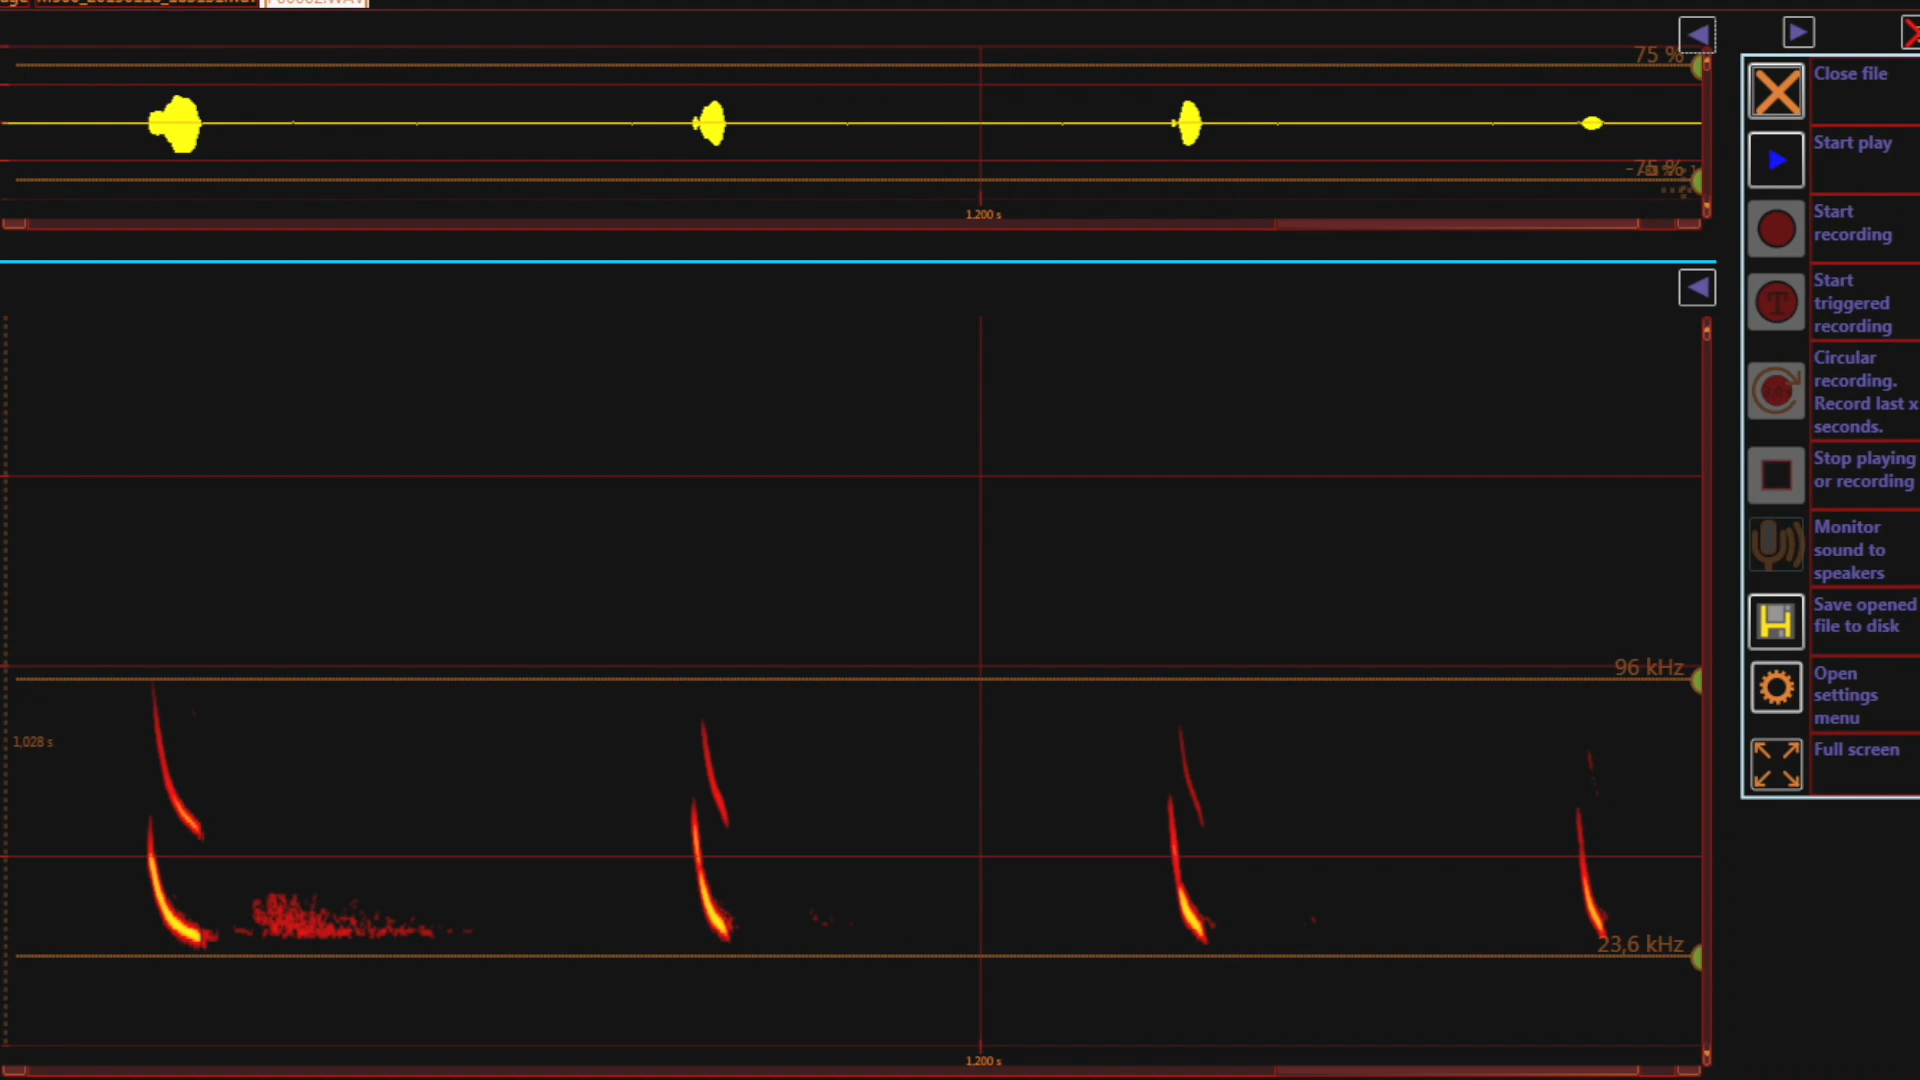 75 %
Close file
Start play
-75 %
Start
recording
1,200 s
Start
triggered
recording
Circular
recording.
Record last x
seconds.
Stop playing
or recording
Monitor
sound to
speakers
Save opened
file to disk
96 kHz
Open
settings
menu
1,028 s
Full screen
23,6 kHz
1,200 s